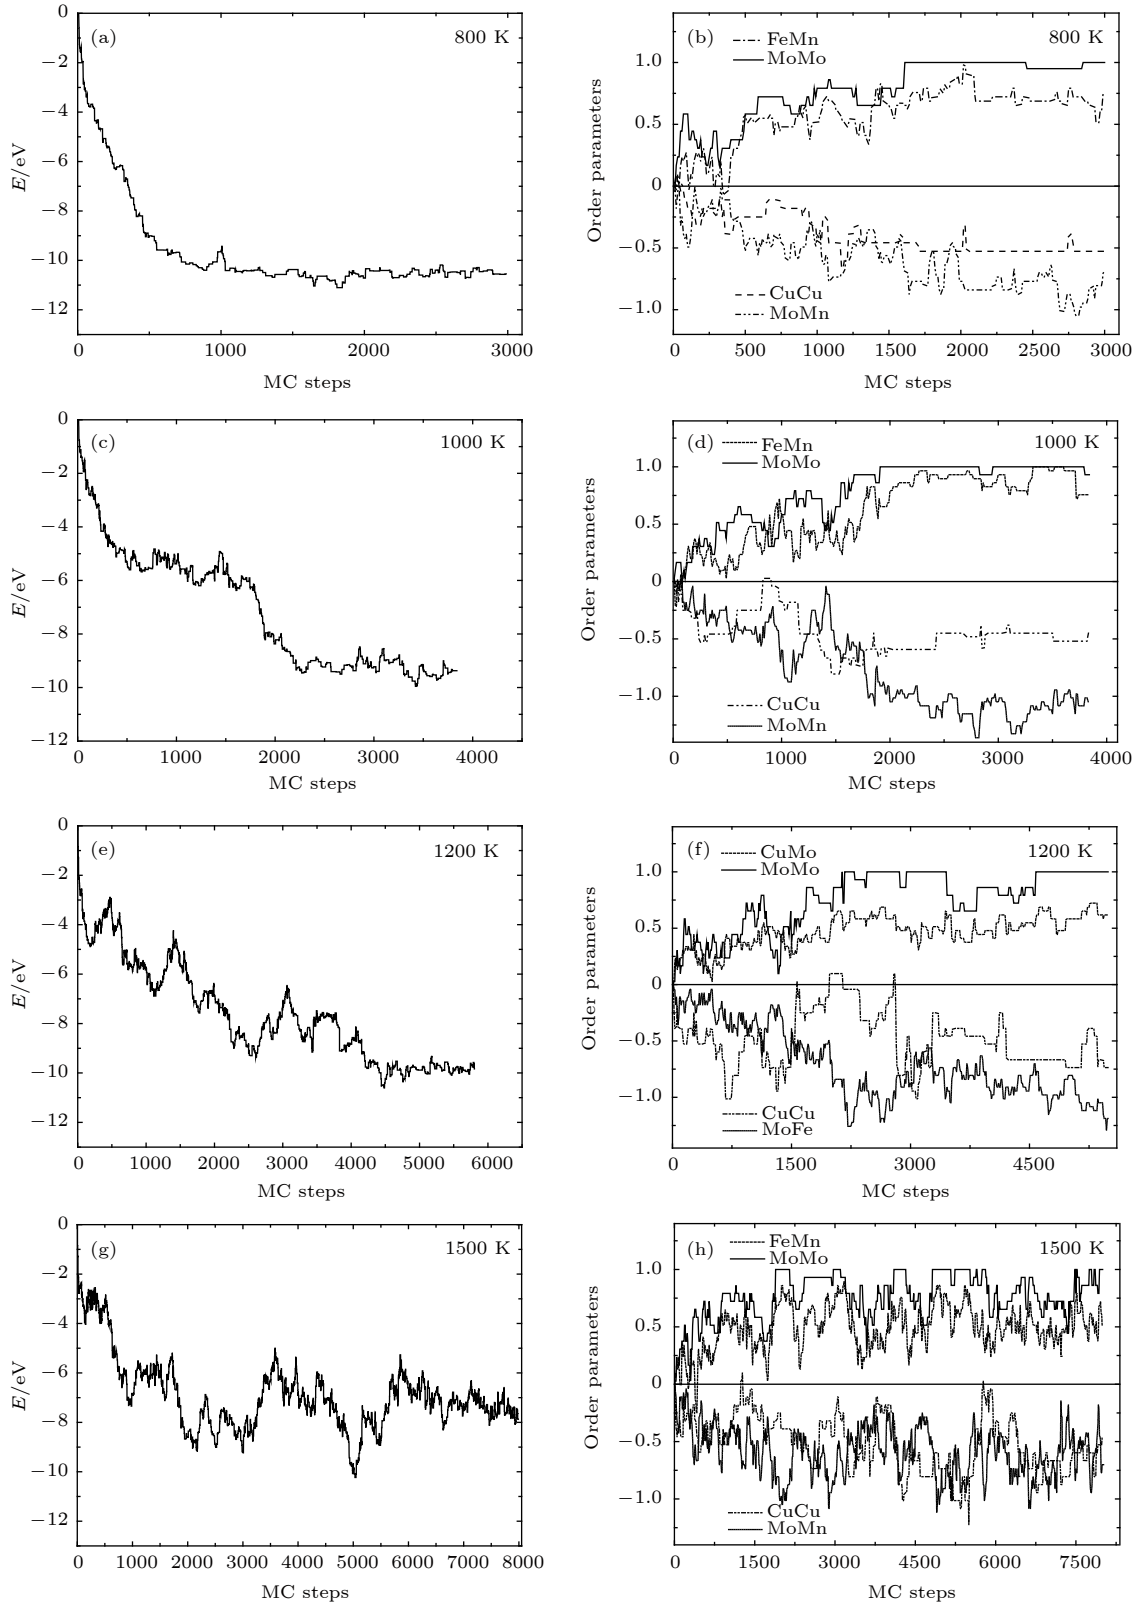 (a)
800 K
0
−2
−4
−6
−8
−10
−12
E/eV
0
1000
2000
3000
MC steps
(b)
FeMn
MoMo
800 K
1.0
0.5
0
−0.5
−1.0
Order parameters
CuCu
MoMn
0
500
1000
1500
2000
2500
3000
MC steps
(c)
1000 K
0
−2
−4
−6
−8
−10
−12
E/eV
0
1000
2000
3000
4000
MC steps
(d)
FeMn
MoMo
1000 K
1.0
0.5
0
−0.5
−1.0
Order parameters
CuCu
MoMn
0
1000
2000
3000
4000
MC steps
(e)
1200 K
0
−2
−4
−6
−8
−10
−12
E/eV
0
1000
2000
3000
4000
5000
6000
MC steps
(f)
CuMo
MoMo
1200 K
1.0
0.5
0
−0.5
−1.0
Order parameters
CuCu
MoFe
0
1500
3000
4500
MC steps
(g)
1500 K
0
−2
−4
−6
−8
−10
−12
E/eV
0
1000
2000
3000
4000
5000
6000
7000
8000
MC steps
(h)
FeMn
MoMo
1500 K
1.0
0.5
0
−0.5
−1.0
Order parameters
CuCu
MoMn
0
1500
3000
4500
6000
7500
MC steps